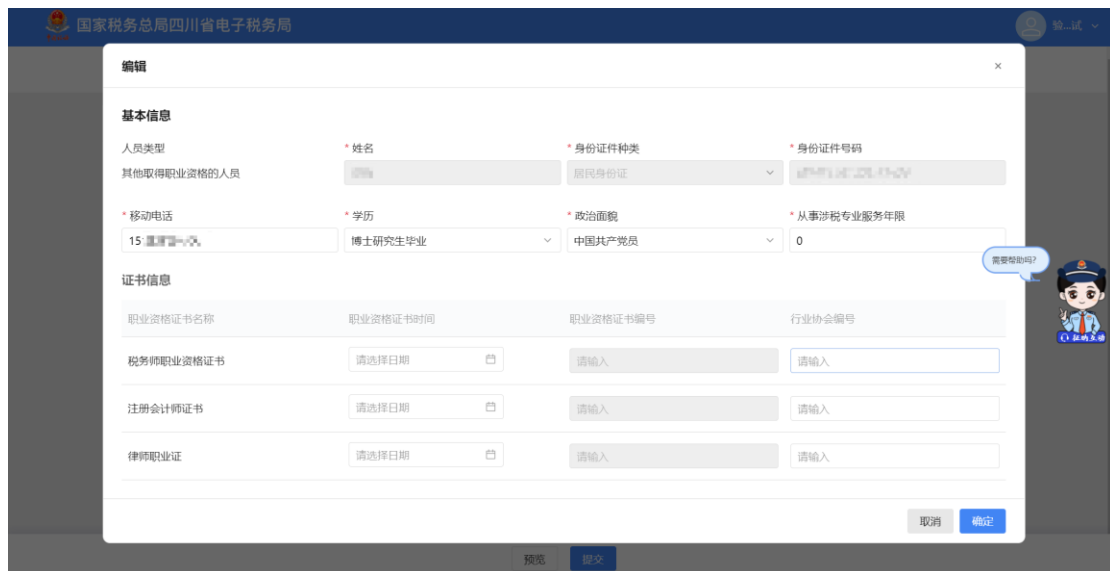 国家税务总局四川省电子税务局
验...试
编辑
×
基本信息
人员类型
* 姓名
* 身份证件种类
* 身份证件号码
其他取得职业资格的人员
居民身份证
* 移动电话
* 学历
* 政治面貌
* 从事涉税专业服务年限
15
博士研究生毕业
中国共产党员
0
需要帮助吗?
证书信息
职业资格证书名称
职业资格证书时间
职业资格证书编号
行业协会编号
税务师职业资格证书
请选择日期
请输入
请输入
征纳互动
注册会计师证书
请选择日期
请输入
请输入
律师职业证
请选择日期
请输入
请输入
取消
确定
预览
提交